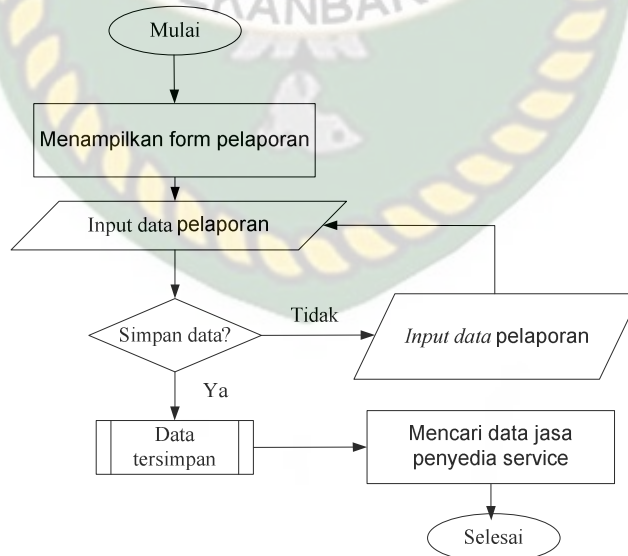 Mulai
Menampilkan form pelaporan
Input data pelaporan
Simpan data?
Tidak
Input data pelaporan
Ya
Data
tersimpan
Mencari data jasa
penyedia service
Selesai